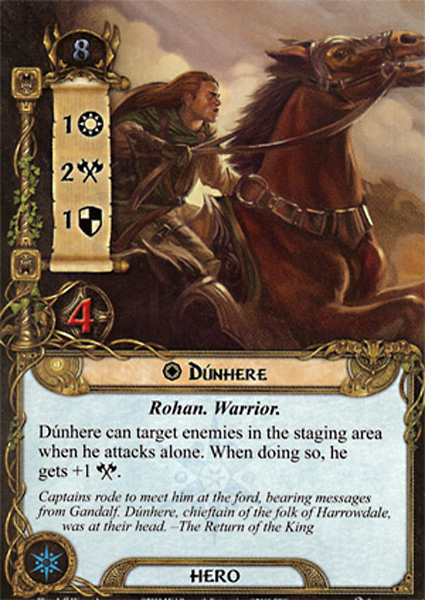 8
1
2
1
4
Dúnhere
Rohan. Warrior.
Dúnhere can target enemies in the staging area
when he attacks alone. When doing so, he
gets +1 .
Captains rode to meet him at the ford, bearing messages
from Gandalf. Dúnhere, chieftain of the folk of Harrowdale,
was at their head. –The Return of the King
HERO